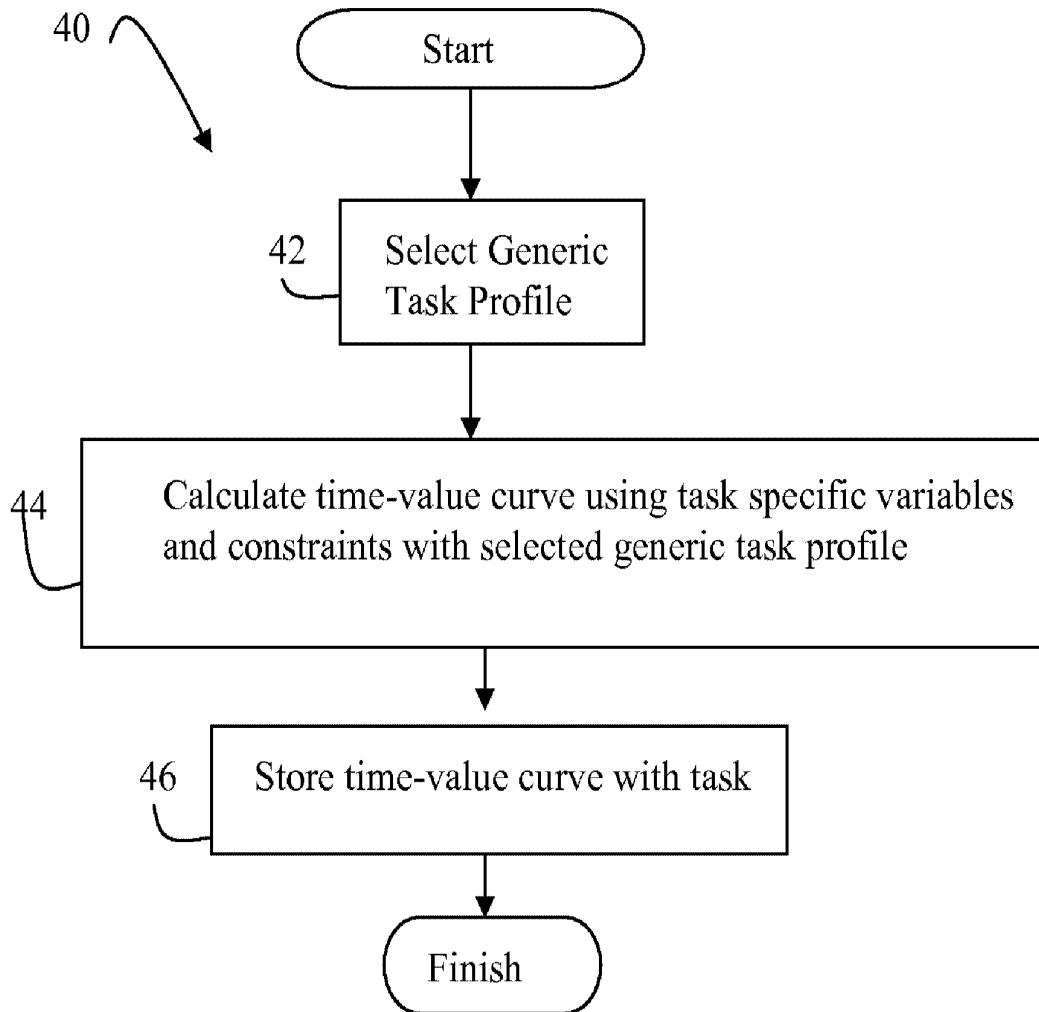 40
Start
42
Select Generic
Task Profile
44
Calculate time-value curve using task specific variables
and constraints with selected generic task profile
46
Store time-value curve with task
Finish